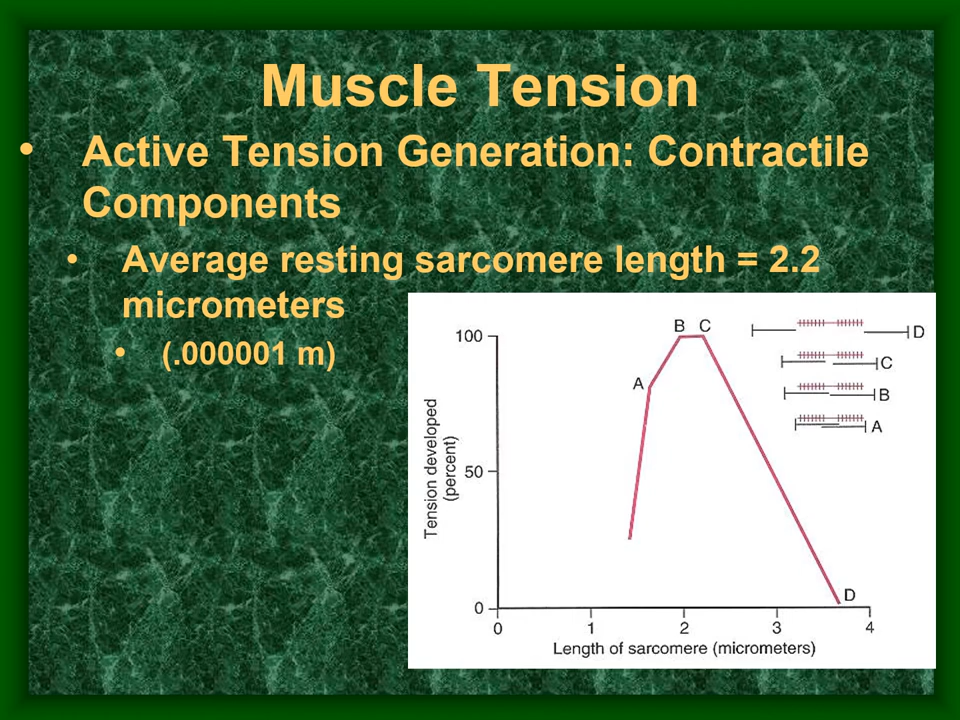 Muscle Tension
• Active Tension Generation: Contractile
Components
• Average resting sarcomere length = 2.2
micrometers
• (.000001 m)
B C
D
100
C
A
B
A
Tension developed
(percent)
50
D
0
0 1 2 3 4
Length of sarcomere (micrometers)